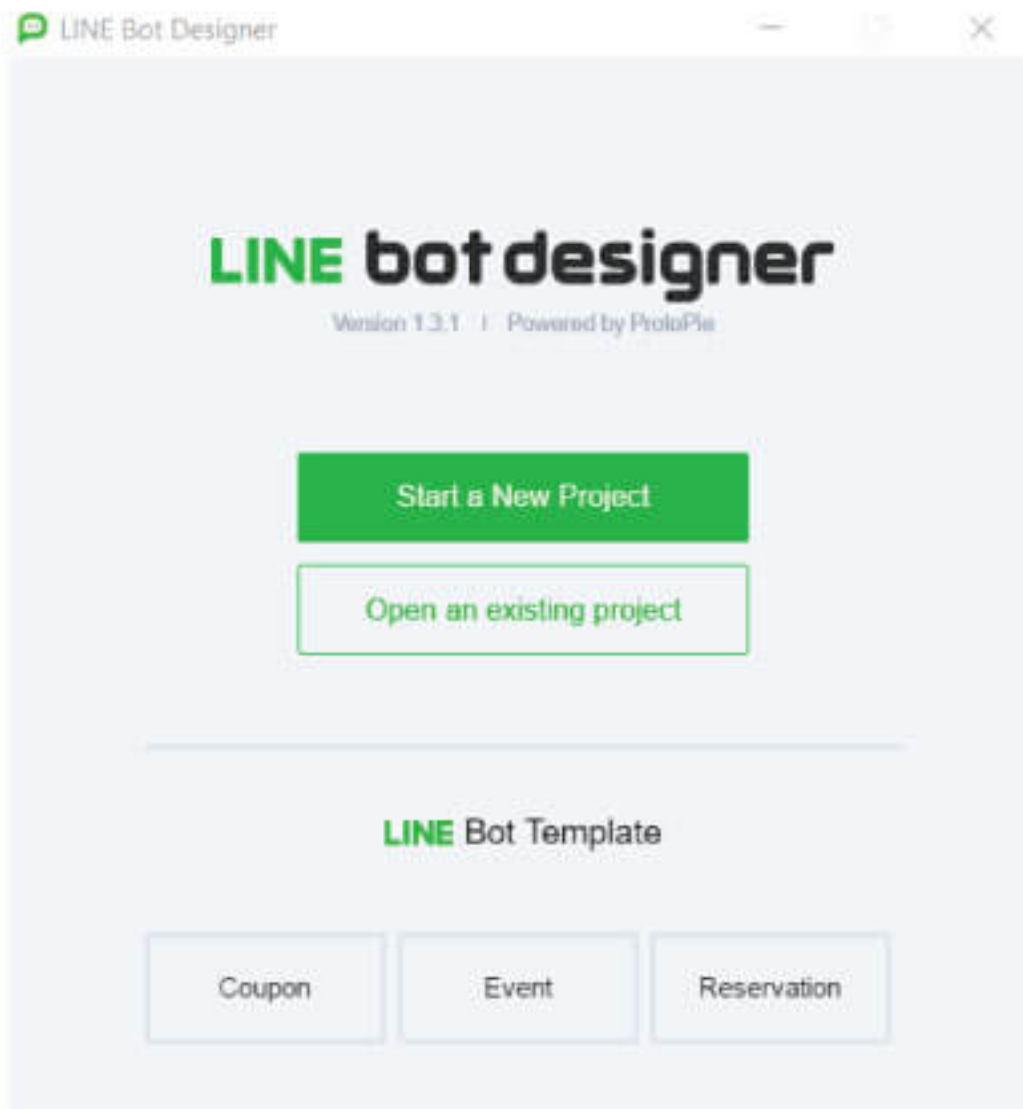 LINE Bot Designer
LINE bot designer
Version 1.3.1 | Powered by ProtoPie
Start a New Project
Open an existing project
LINE Bot Template
Coupon Event Reservation